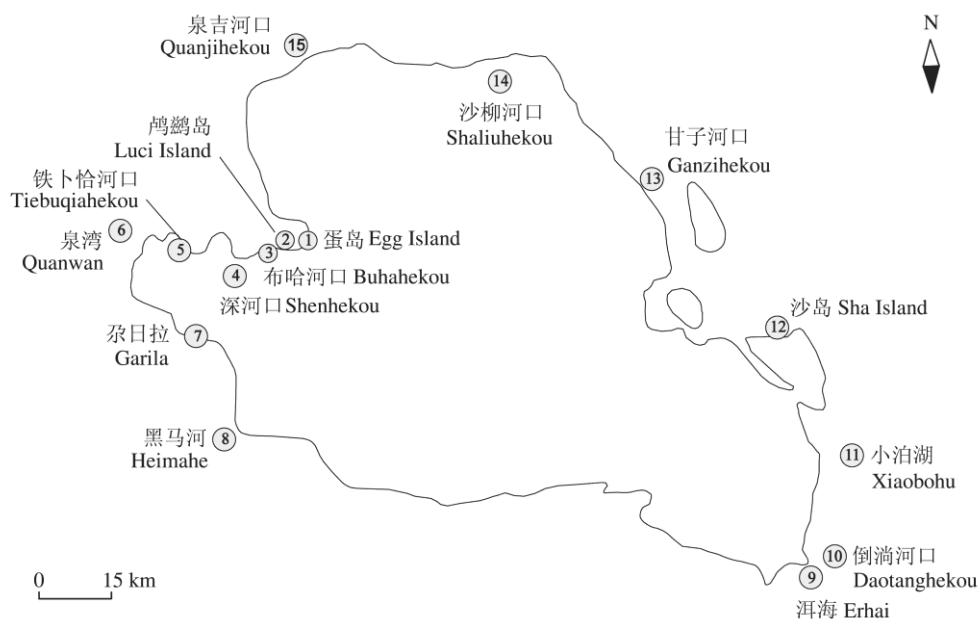 泉吉河口
Quanjihekou
15
N
14
沙柳河口
Shaliuhekou
鸬鹚岛
Luci Island
甘子河口
Ganzihekou
13
铁卜恰河口
Tiebuqiahekou
6
泉湾
Quanwan
5
4
3
2
1
蛋岛 Egg Island
布哈河口 Buhahekou
深河口 Shenhekou
沙岛 Sha Island
12
尕日拉
Garila
7
黑马河
Heimahe
8
11
小泊湖
Xiaobohu
10
倒淌河口
Daotanghekou
9
洱海 Erhai
0 15 km